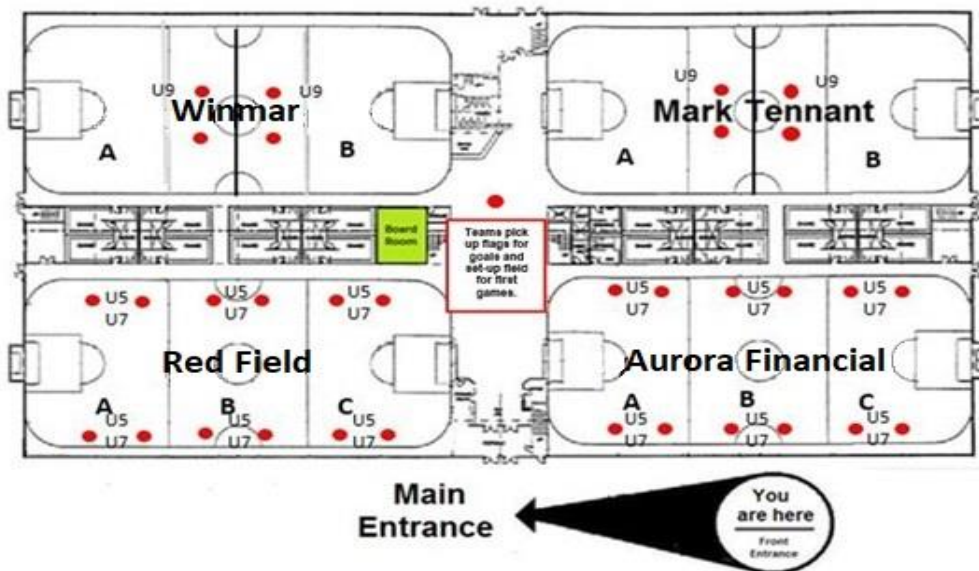 U9
U9
Winmar
A
B
U9
U9
Mark Tennant
A
B
Board
Room
Teams pick
up flags for
goals and
set-up field
for first
games.
U5
U7
U5
U7
U5
U7
Red Field
A
B
C
U5
U7
U5
U7
U5
U7
U5
U7
U5
U7
U5
U7
Aurora Financial
A
B
C
U5
U7
U5
U7
U5
U7
Main
Entrance
You
are here
Front
Entrance